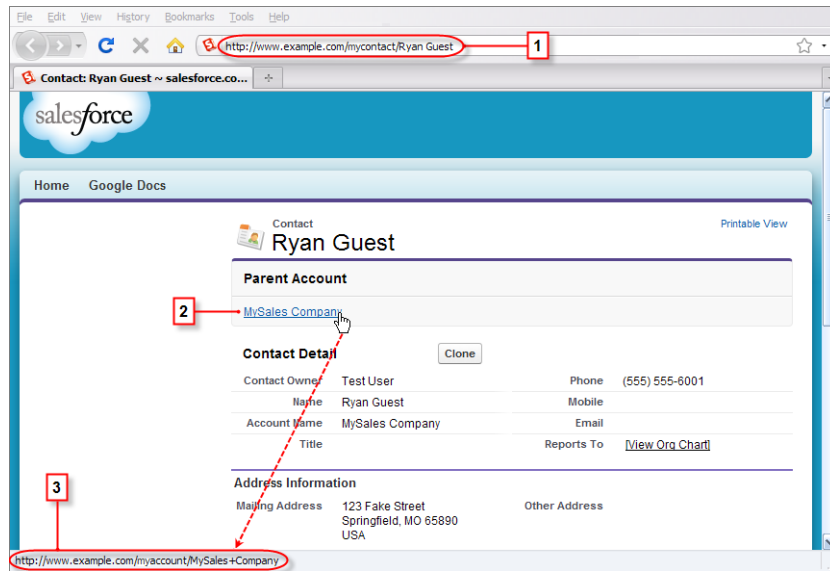 File Edit View History Bookmarks Tools Help
http://www.example.com/mycontact/Ryan Guest
1
Contact: Ryan Guest ~ salesforce.co...
salesforce
Home Google Docs
Contact
Ryan Guest
Printable View
Parent Account
2
MySales Company
Contact Detail Clone
Contact Owner Test User Phone (555) 555-6001
Name Ryan Guest Mobile
Account Name MySales Company Email
Title Reports To [View Org Chart]
Address Information
3
Mailing Address 123 Fake Street Other Address
Springfield, MO 65890
USA
http://www.example.com/myaccount/MySales+Company